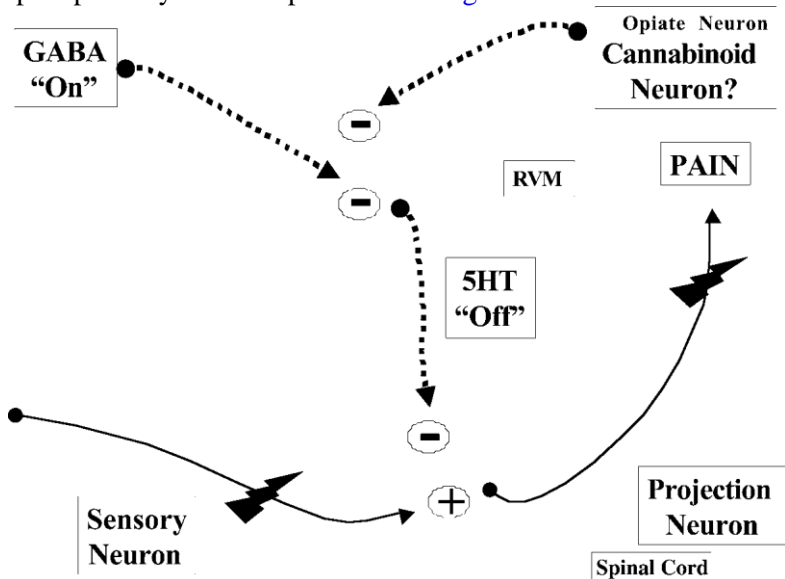 GABA
“On”
Opiate Neuron
Cannabinoid
Neuron?
-
-
RVM
PAIN
5HT
“Off”
-
+
Sensory
Neuron
Projection
Neuron
Spinal Cord